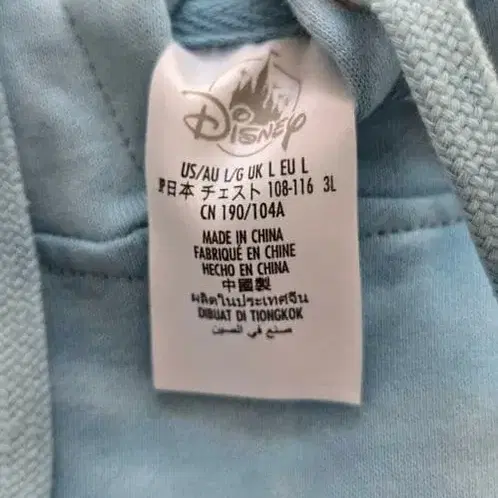 DISNEY
US/AU L/G UK L EU L
JP日本 チェスト 108-116 3L
CN 190/104A
MADE IN CHINA
FABRIQUÉ EN CHINE
HECHO EN CHINA
中國製
ผลิตในประเทศจีน
DIBUAT DI TIONGKOK
صنع في الصين